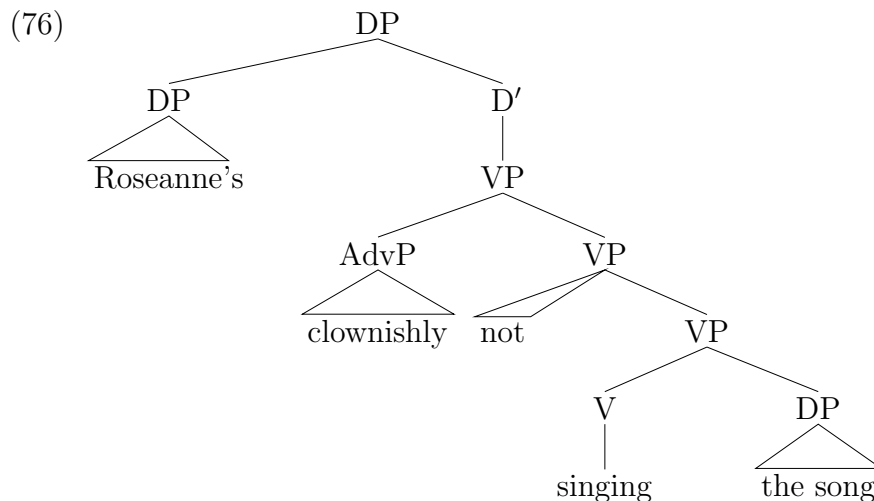 (76)
DP
DP D′
Roseanne's
VP
AdvP VP
clownishly not
VP
V DP
singing the song